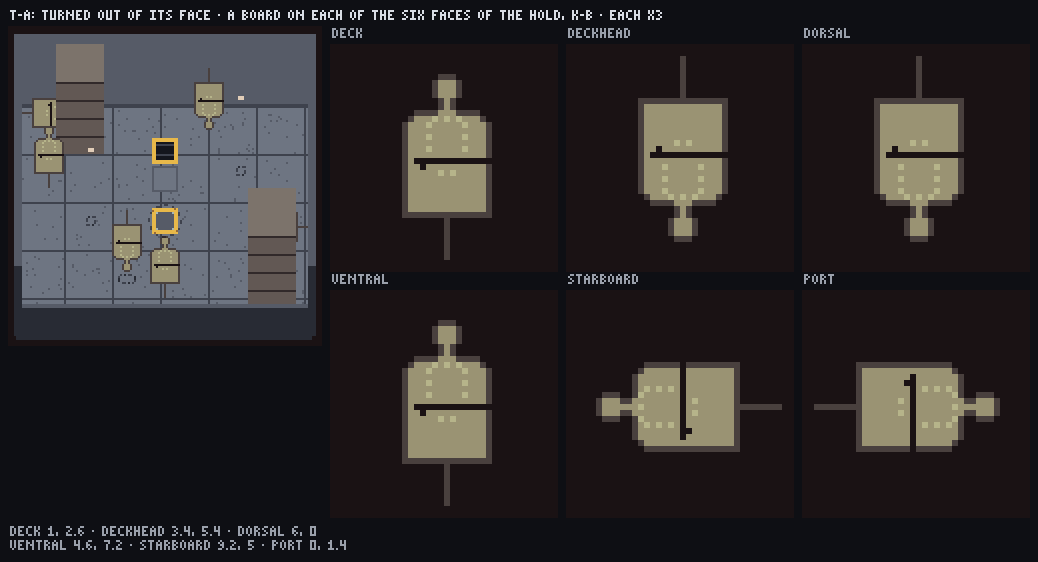 T-A: TURNED OUT OF ITS FACE · A BOARD ON EACH OF THE SIX FACES OF THE HOLD, K-B · EACH X3
DECK
DECKHEAD
DORSAL
VENTRAL
STARBOARD
PORT
DECK 1, 2.6 · DECKHEAD 3.4, 5.4 · DORSAL 6, 0
VENTRAL 4.6, 7.2 · STARBOARD 9.2, 5 · PORT 0, 1.4